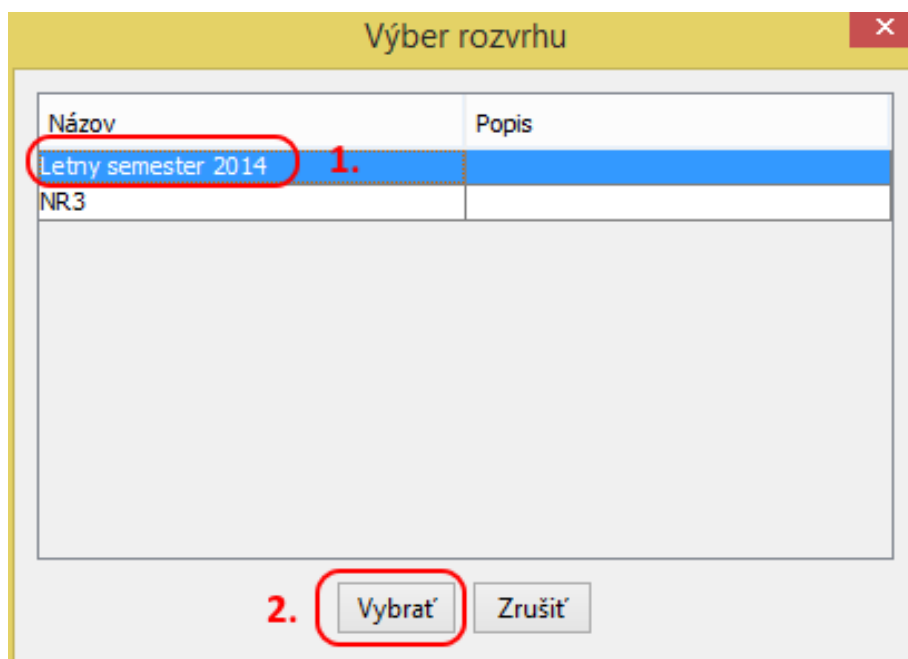 Výber rozvrhu
Názov Popis
Letny semester 2014 1.
NR3
2. Vybrať Zrušiť